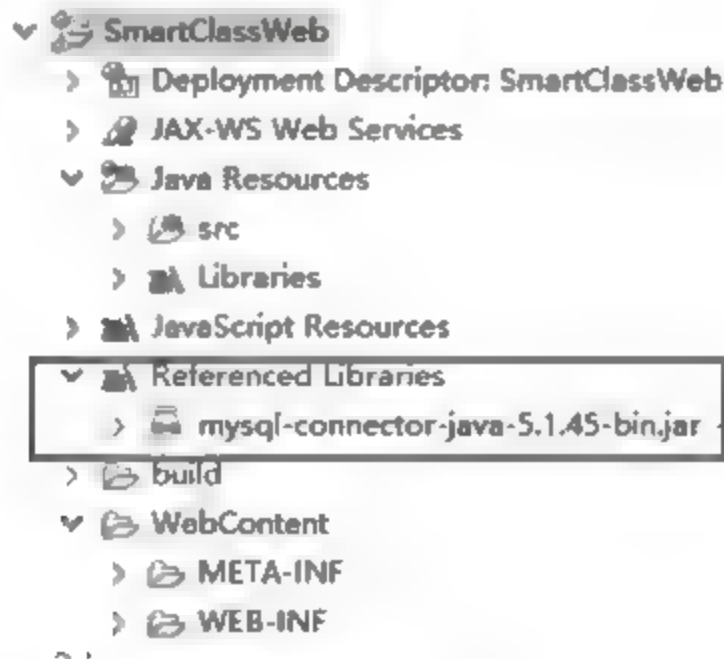 SmartClassWeb
Deployment Descriptor: SmartClassWeb
JAX-WS Web Services
Java Resources
src
Libraries
JavaScript Resources
Referenced Libraries
mysql-connector-java-5.1.45-bin.jar
build
WebContent
META-INF
WEB-INF